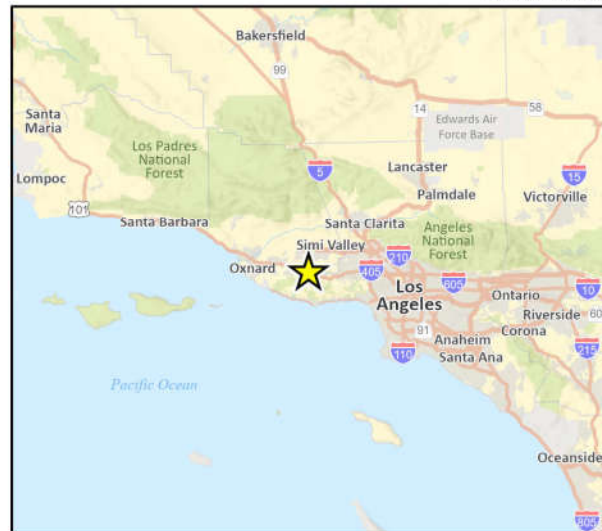 Bakersfield
99
Santa
Maria
14
58
Edwards Air
Force Base
Los Padres
National
Forest
Lompoc
5
Lancaster
15
Palmdale
Victorville
101
Santa Barbara
Santa Clarita
Angeles
National
Forest
Simi Valley
210
Oxnard
405
605
Los
Angeles
Ontario
10
Riverside
60
91
Corona
Anaheim
215
110
Santa Ana
Pacific Ocean
Oceanside
805